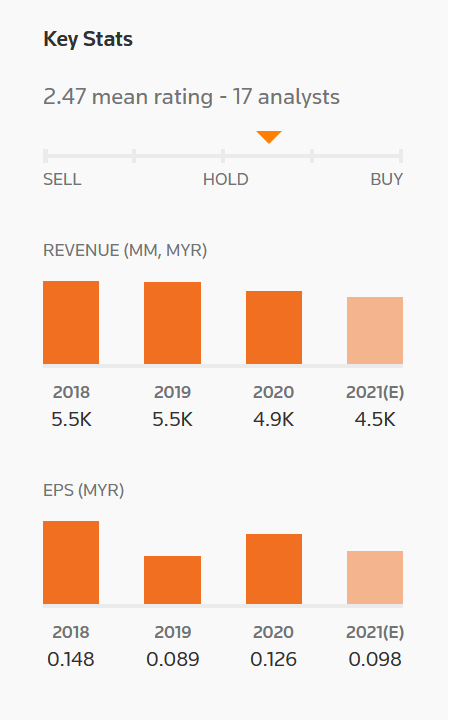 Key Stats
2.47 mean rating - 17 analysts
SELL HOLD BUY
REVENUE (MM, MYR)
2018 2019 2020 2021(E)
5.5K 5.5K 4.9K 4.5K
EPS (MYR)
2018 2019 2020 2021(E)
0.148 0.089 0.126 0.098